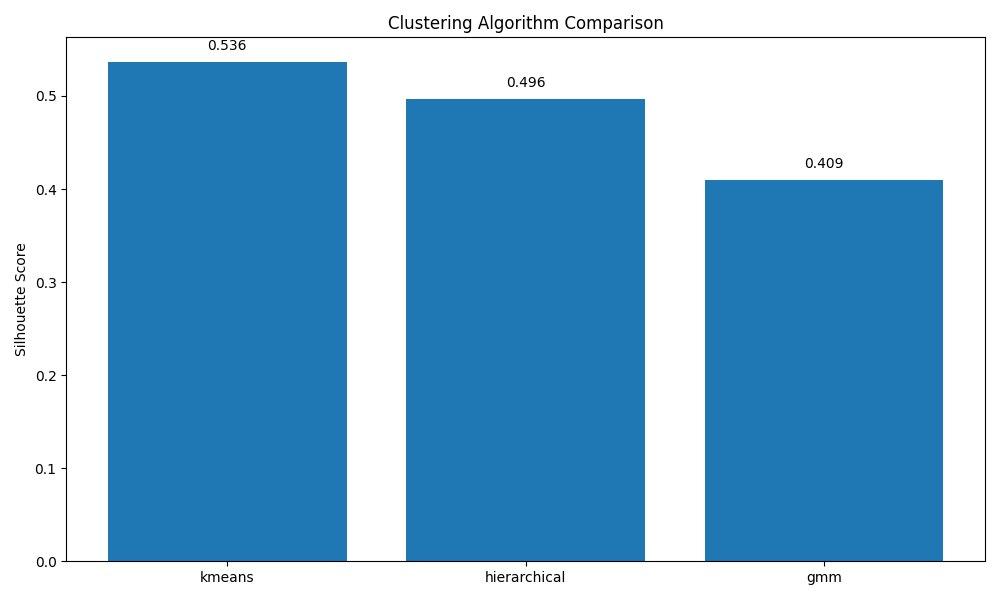 Clustering Algorithm Comparison
0.536
0.496
0.409
Silhouette Score
0.5
0.4
0.3
0.2
0.1
0.0
kmeans
hierarchical
gmm